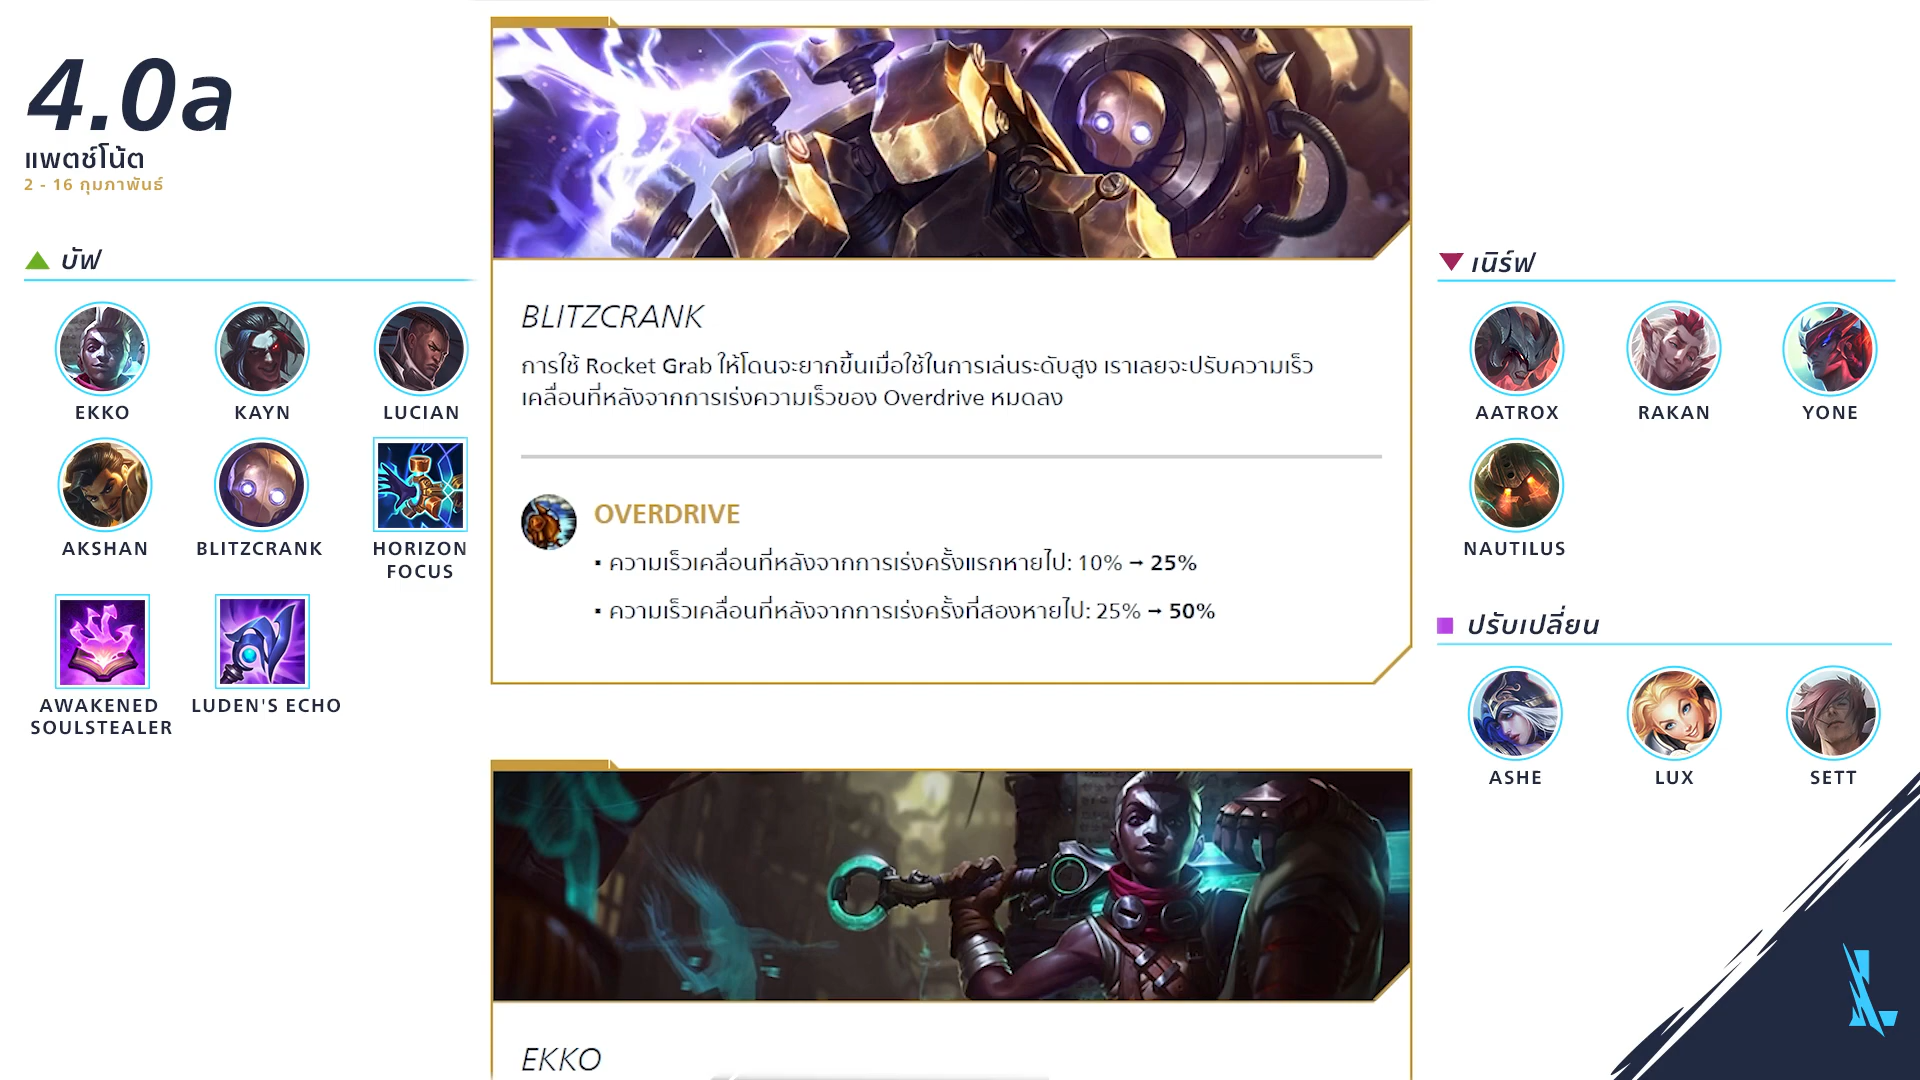 4.0a
แพตช์โน้ต
2 - 16 กุมภาพันธ์
บัฟ
EKKO
KAYN
LUCIAN
AKSHAN
BLITZCRANK
HORIZON
FOCUS
AWAKENED
SOULSTEALER
LUDEN'S ECHO
BLITZCRANK
การใช้ Rocket Grab ให้โดนจะยากขึ้นเมื่อใช้ในการเล่นระดับสูง เราเลยจะปรับความเร็ว
เคลื่อนที่หลังจากการเร่งความเร็วของ Overdrive หมดลง
OVERDRIVE
▪ ความเร็วเคลื่อนที่หลังจากการเร่งครั้งแรกหายไป: 10% → 25%
▪ ความเร็วเคลื่อนที่หลังจากการเร่งครั้งที่สองหายไป: 25% → 50%
EKKO
เนิร์ฟ
AATROX
RAKAN
YONE
NAUTILUS
ปรับเปลี่ยน
ASHE
LUX
SETT